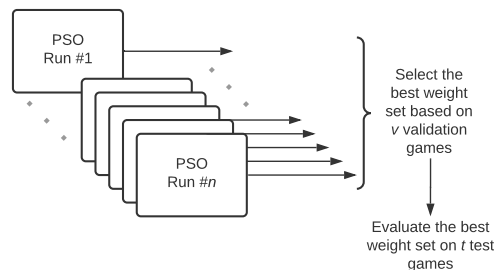 PSO
Run #1
PSO
Run #n
Select the
best weight
set based on
v validation
games
Evaluate the best
weight set on t test
games